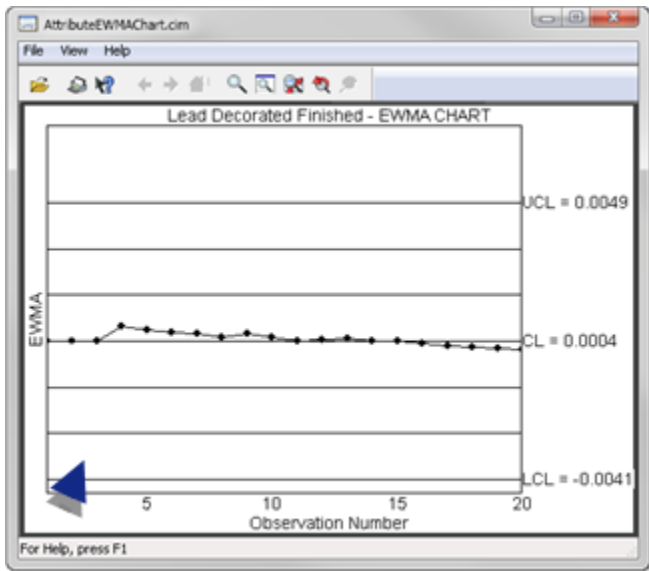 AttributeEWMAChart.cim
File View Help
Lead Decorated Finished - EWMA CHART
UCL = 0.0049
EWMA
CL = 0.0004
LCL = -0.0041
5 10 15 20
Observation Number
For Help, press F1